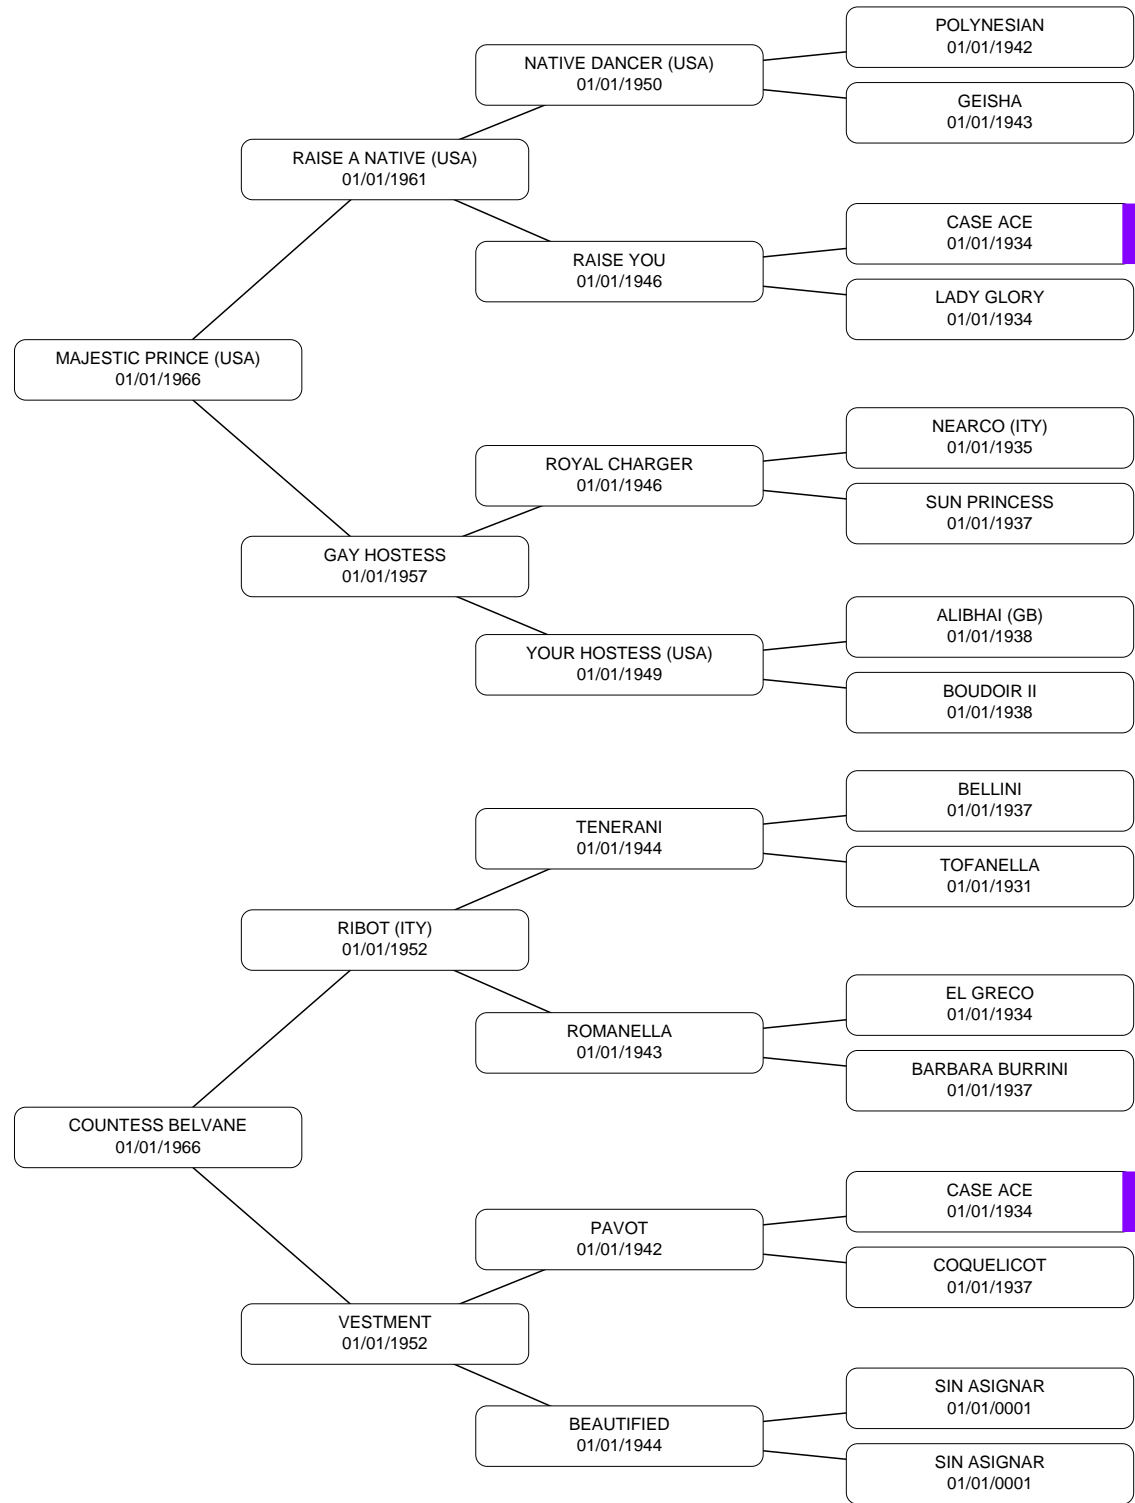 POLYNESIAN
01/01/1942
NATIVE DANCER (USA)
01/01/1950
GEISHA
01/01/1943
RAISE A NATIVE (USA)
01/01/1961
CASE ACE
01/01/1934
RAISE YOU
01/01/1946
LADY GLORY
01/01/1934
MAJESTIC PRINCE (USA)
01/01/1966
NEARCO (ITY)
01/01/1935
ROYAL CHARGER
01/01/1946
SUN PRINCESS
01/01/1937
GAY HOSTESS
01/01/1957
ALIBHAI (GB)
01/01/1938
YOUR HOSTESS (USA)
01/01/1949
BOUDOIR II
01/01/1938
BELLINI
01/01/1937
TENERANI
01/01/1944
TOFANELLA
01/01/1931
RIBOT (ITY)
01/01/1952
EL GRECO
01/01/1934
ROMANELLA
01/01/1943
BARBARA BURRINI
01/01/1937
COUNTESS BELVANE
01/01/1966
CASE ACE
01/01/1934
PAVOT
01/01/1942
COQUELICOT
01/01/1937
VESTMENT
01/01/1952
SIN ASIGNAR
01/01/0001
BEAUTIFIED
01/01/1944
SIN ASIGNAR
01/01/0001